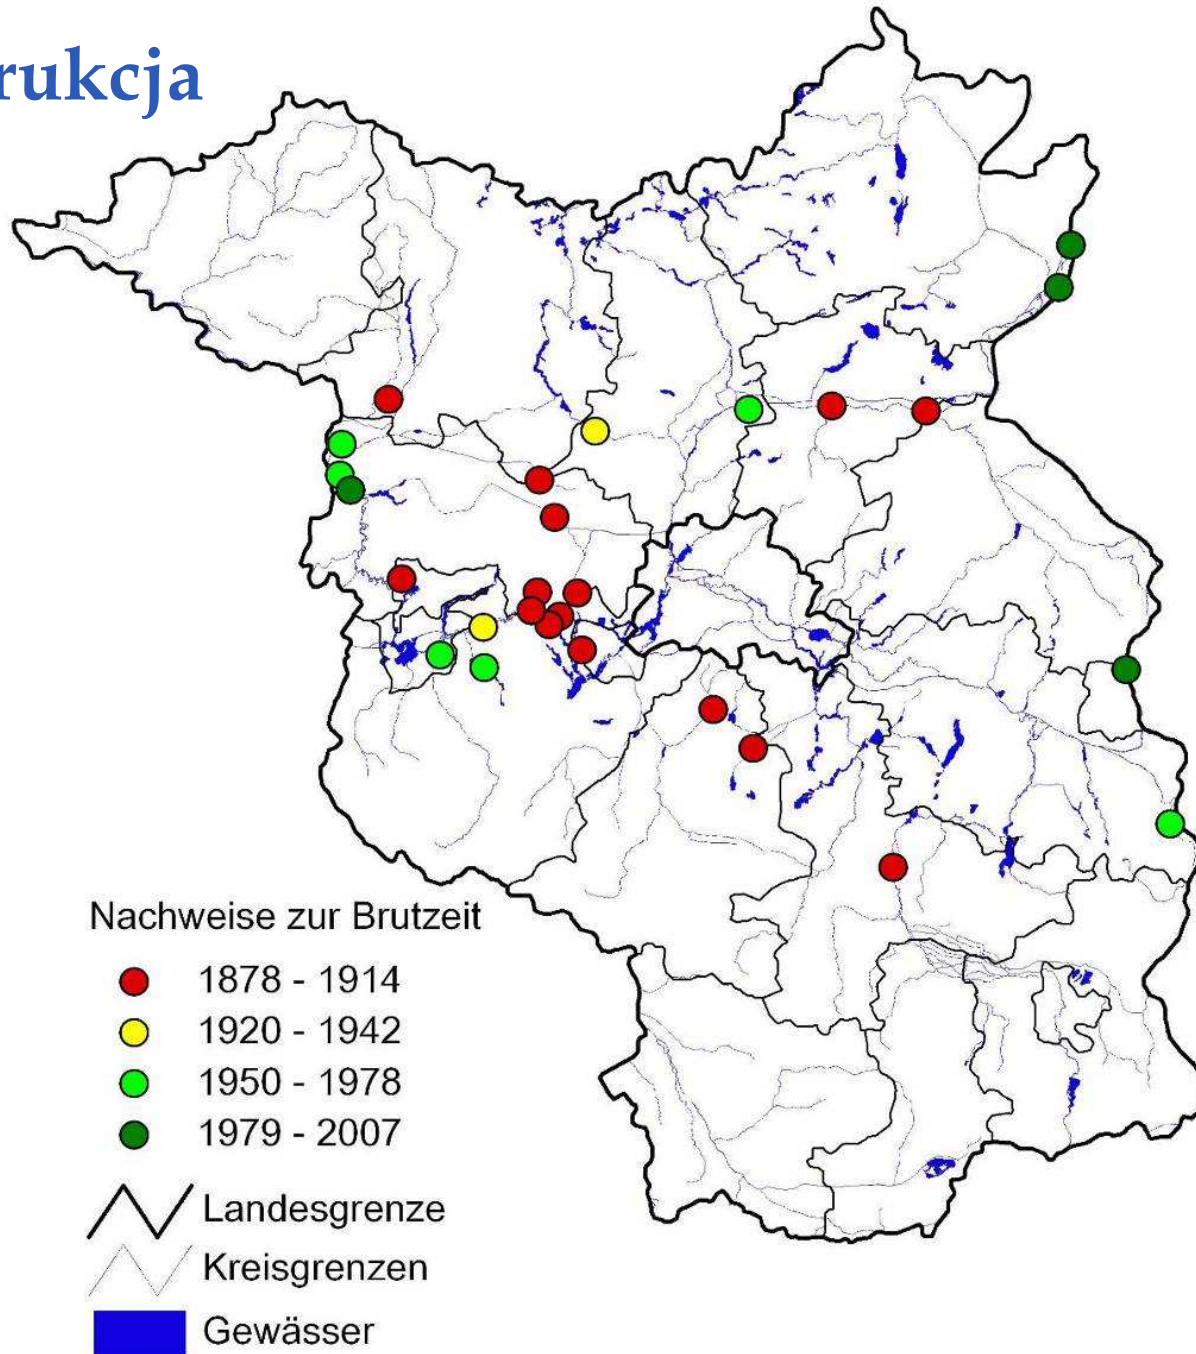 rukcja
Nachweise zur Brutzeit
1878 - 1914
1920 - 1942
1950 - 1978
1979 - 2007
Landesgrenze
Kreisgrenzen
Gewässer